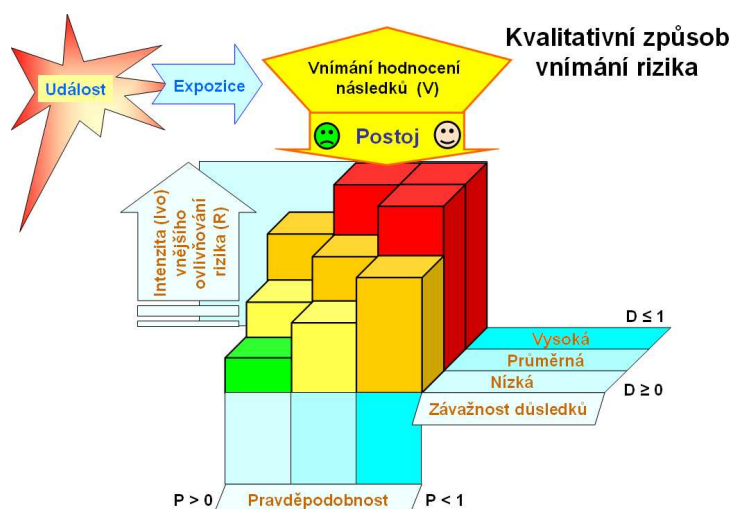 Kvalitativní způsob
vnímání rizika
Událost
Expozice
Vnímání hodnocení
následků (V)
Postoj
Intenzita (Ivo)
vnějšího
ovlivňování
rizika (R)
D ≤ 1
Vysoká
Průměrná
Nízká
D ≥ 0
Závažnost důsledků
P > 0
Pravděpodobnost
P < 1